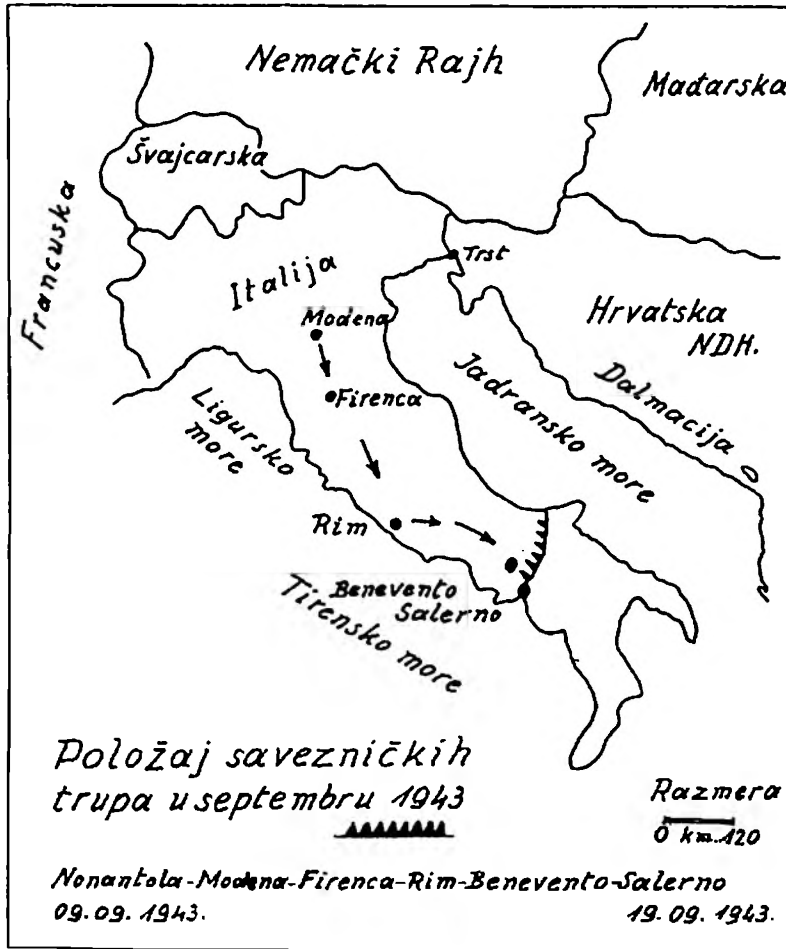 Nemački Rajh
Mađarska
Švajcarska
Francuska
Trst
Italija
Hrvatska
NDH.
Modena
Firenca
Jadransko more
Dalmacija
Ligursko
more
Rim
Benevento
Salerno
Tirensko more
Položaj savezničkih
trupa u septembru 1943
Razmera
0 km. 120
Nonantola-Modena-Firenca-Rim-Benevento-Salerno
09.09. 1943. 19.09. 1943.